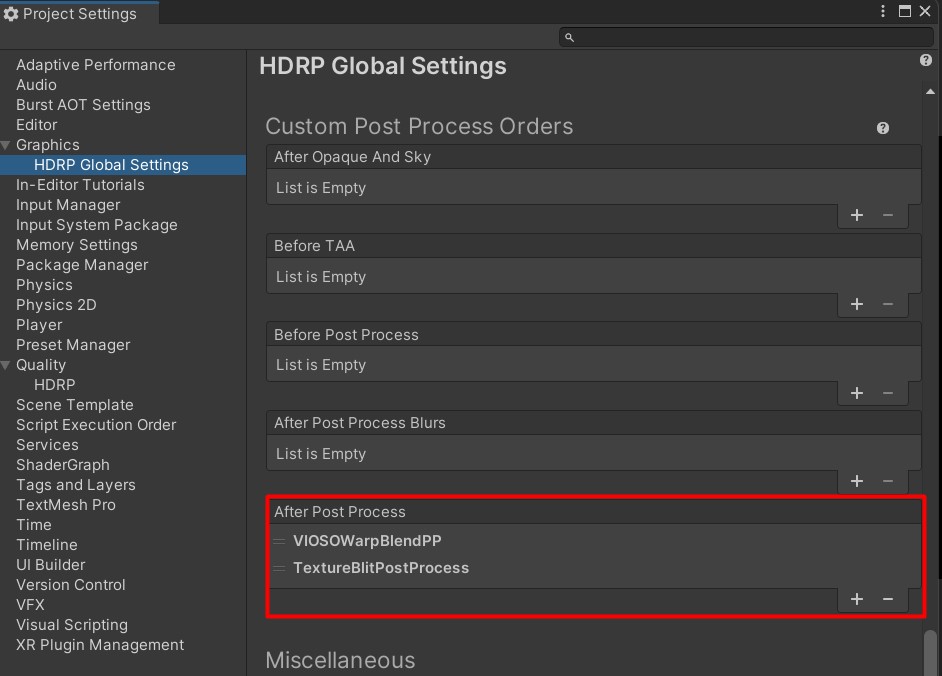 Project Settings
HDRP Global Settings
Adaptive Performance
Audio
Burst AOT Settings
Editor
Graphics
HDRP Global Settings
In-Editor Tutorials
Input Manager
Input System Package
Memory Settings
Package Manager
Physics
Physics 2D
Player
Preset Manager
Quality
HDRP
Scene Template
Script Execution Order
Services
ShaderGraph
Tags and Layers
TextMesh Pro
Time
Timeline
UI Builder
Version Control
VFX
Visual Scripting
XR Plugin Management
Custom Post Process Orders
After Opaque And Sky
List is Empty
Before TAA
List is Empty
Before Post Process
List is Empty
After Post Process Blurs
List is Empty
After Post Process
VIOSOWarpBlendPP
TextureBlitPostProcess
Miscellaneous